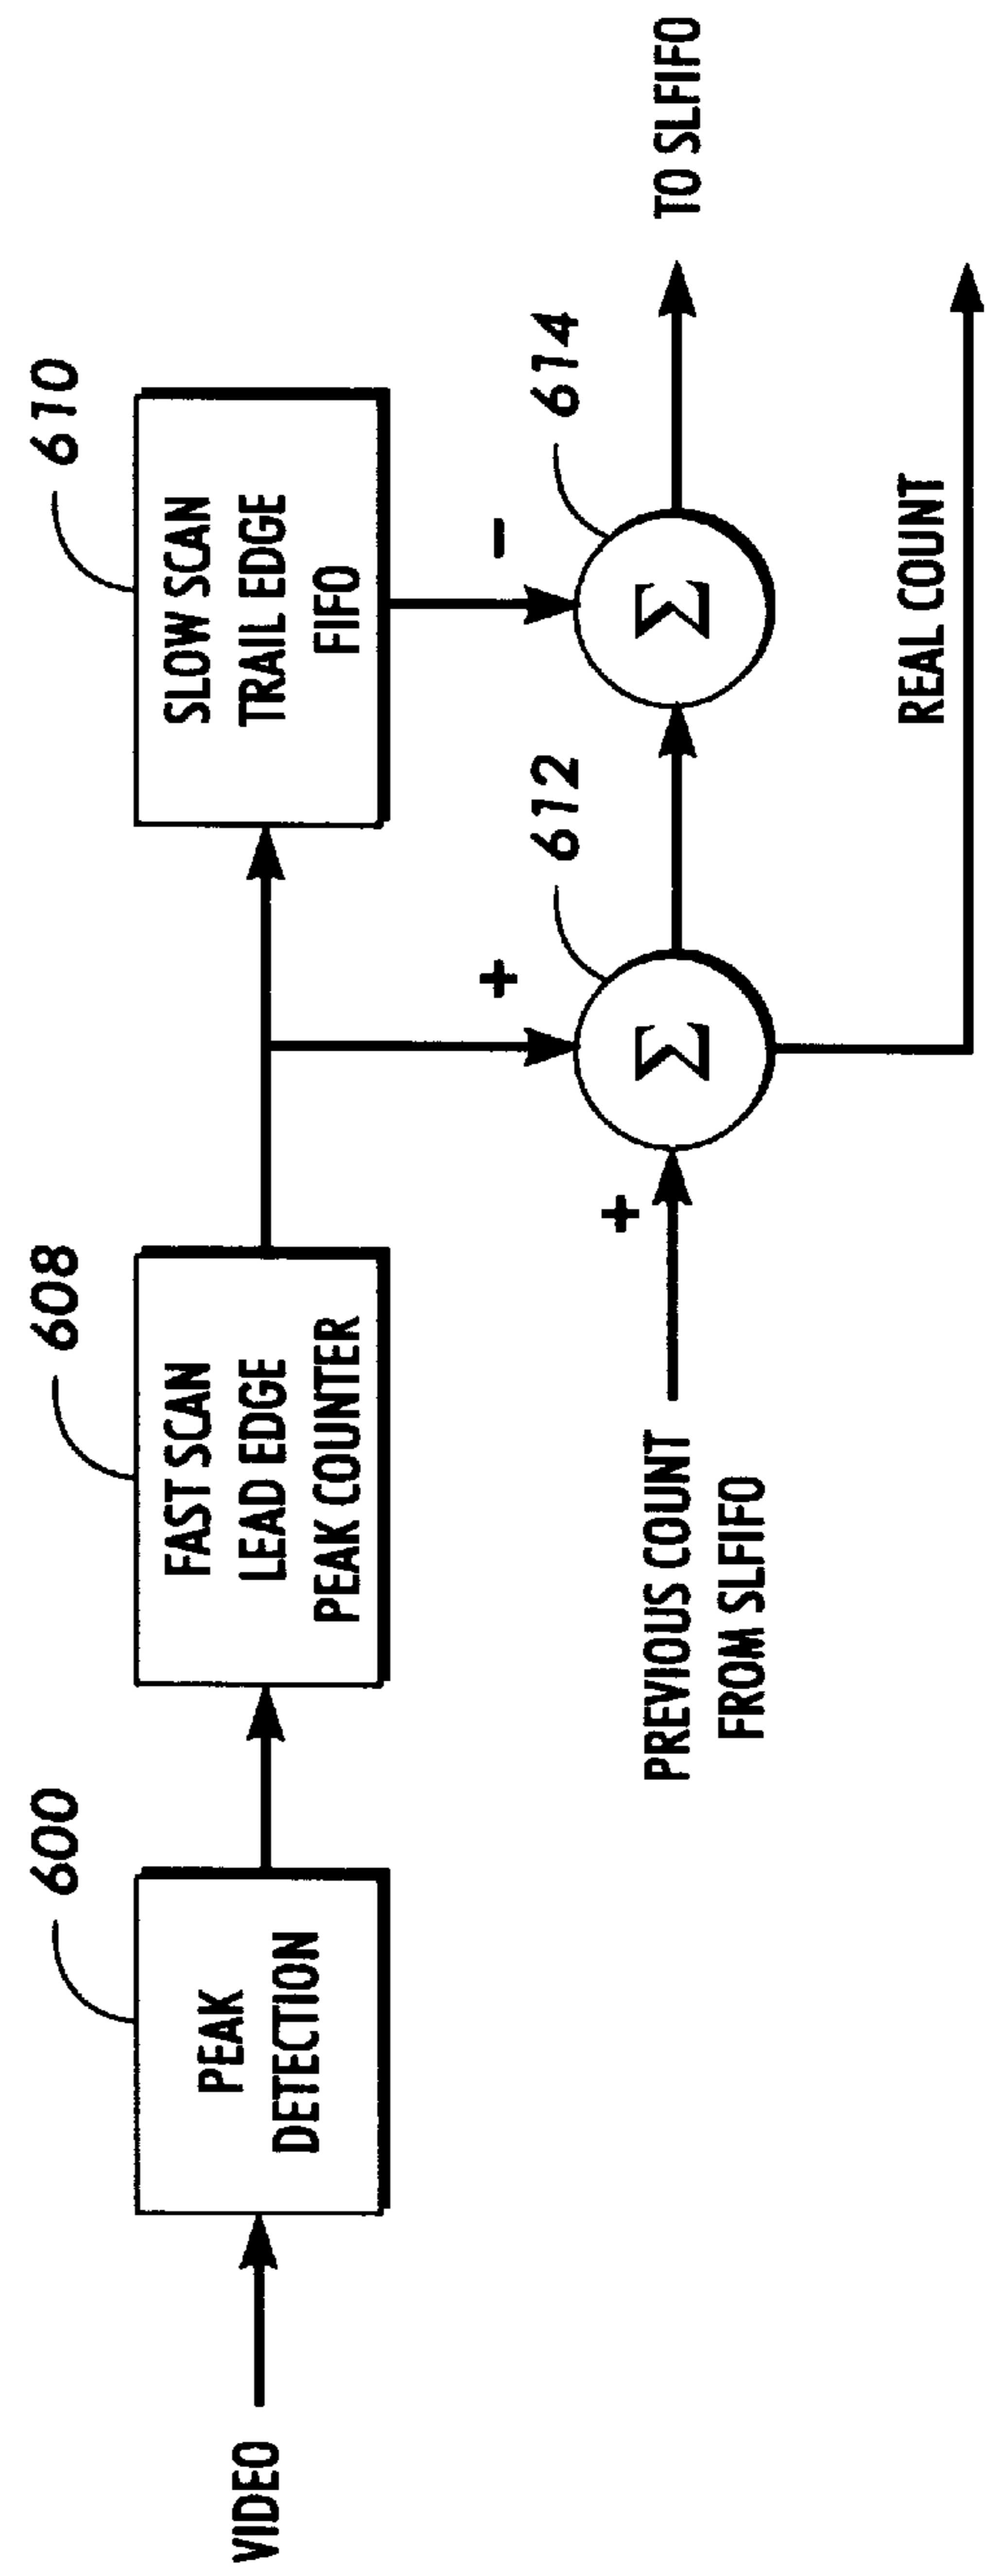 VIDEO
600
PEAK
DETECTION
608
FAST SCAN
LEAD EDGE
PEAK COUNTER
610
SLOW SCAN
TRAIL EDGE
FIFO
+
−
612
614
+
Σ
Σ
PREVIOUS COUNT
FROM SLFIFO
TO SLFIFO
REAL COUNT